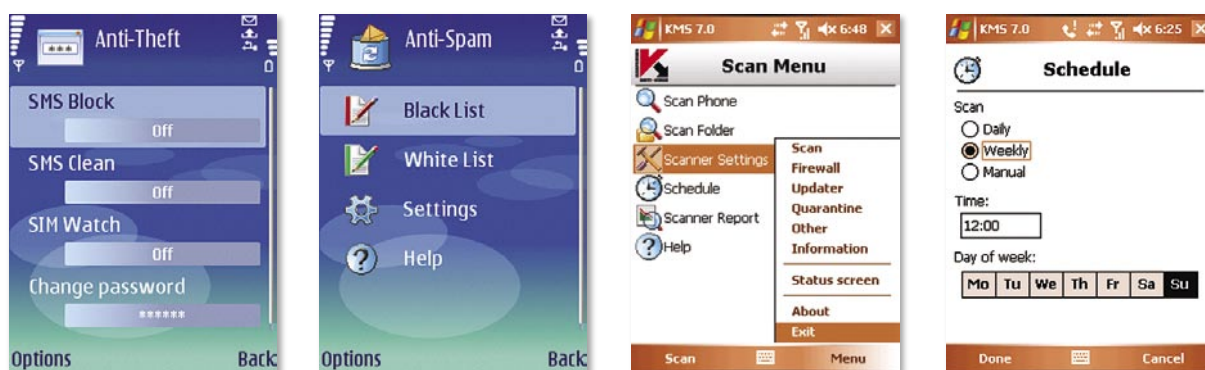 Anti-Theft
SMS Block
Off
SMS Clean
Off
SIM Watch
Off
Change password
******
Options Back
Anti-Spam
Black List
White List
Settings
Help
Options Back
KMS 7.0 6:48
Scan Menu
Scan Phone
Scan Folder
Scanner Settings
Schedule
Scanner Report
Help
Scan
Firewall
Updater
Quarantine
Other
Information
Status screen
About
Exit
Scan Menu
KMS 7.0 6:25
Schedule
Scan
Daily
Weekly
Manual
Time:
12:00
Day of week:
Mo Tu We Th Fr Sa Su
Done Cancel